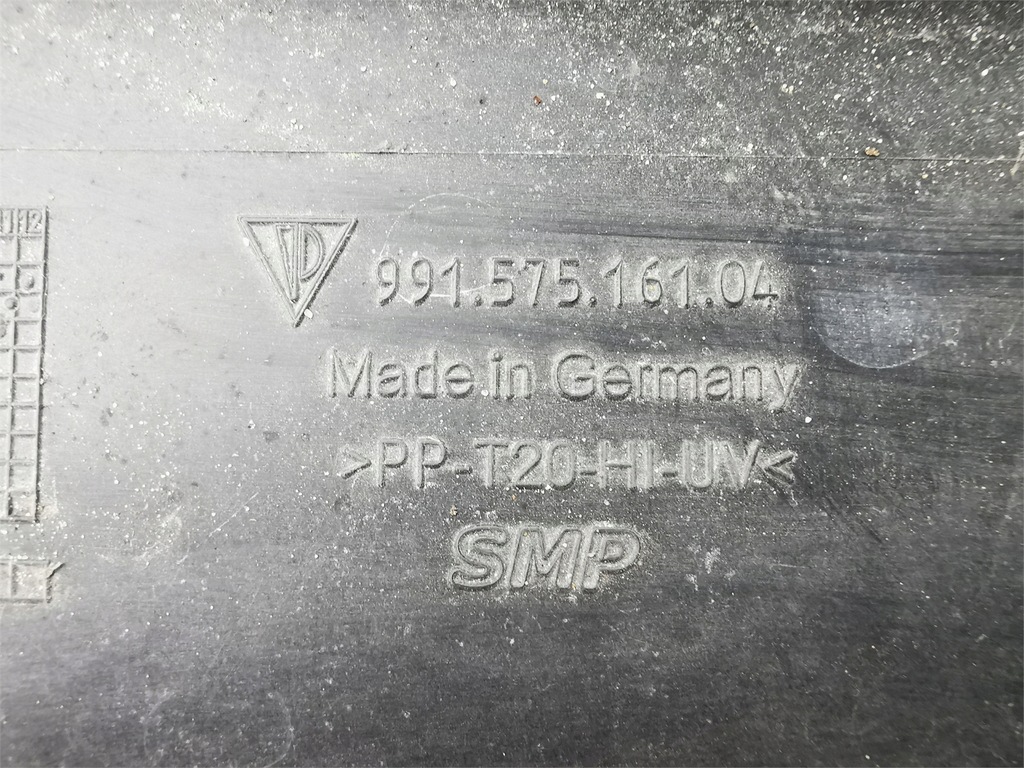 991.575.161.04
Made in Germany
>PP-T20-HI-UV<
SMP